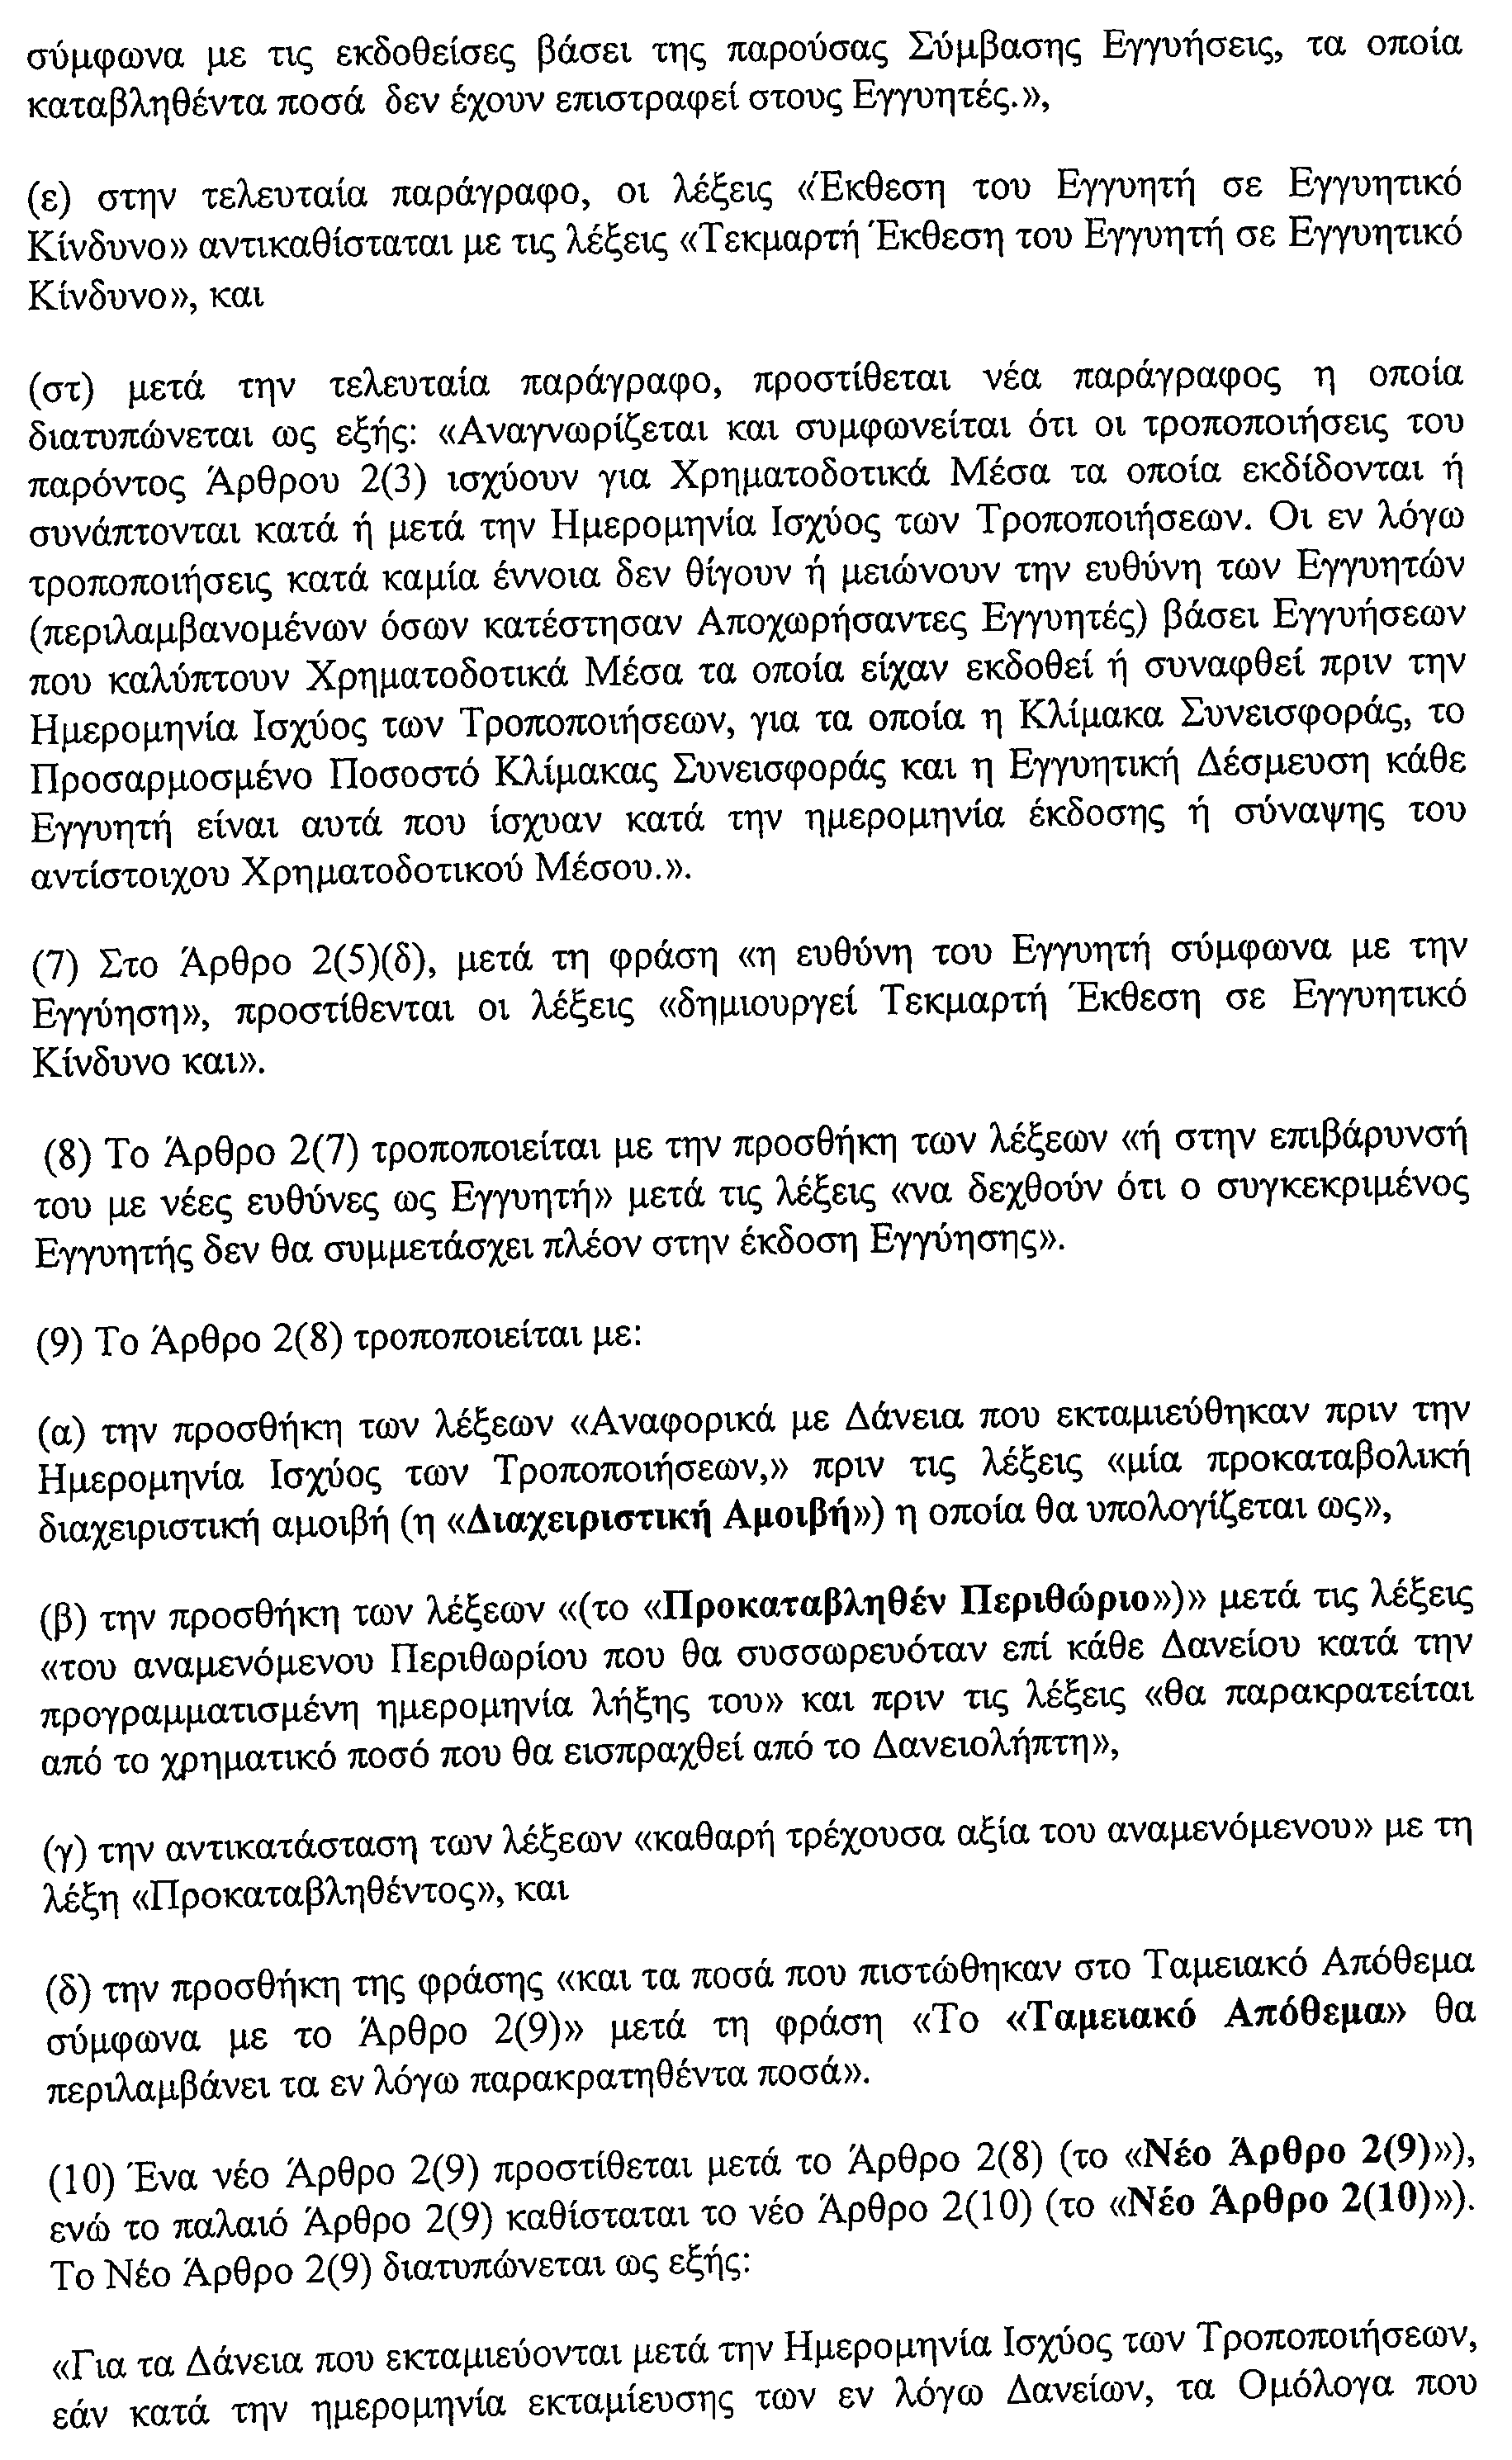 σύμφωνα με τις εκδοθείσες βάσει της παρούσας Σύμβασης Εγγυήσεις, τα οποία
καταβληθέντα ποσά δεν έχουν επιστραφεί στους Εγγυητές.»,
(ε) στην τελευταία παράγραφο, οι λέξεις «Έκθεση του Εγγυητή σε Εγγυητικό
Κίνδυνο» αντικαθίσταται με τις λέξεις «Τεκμαρτή Έκθεση του Εγγυητή σε Εγγυητικό
Κίνδυνο», και
(στ) μετά την τελευταία παράγραφο, προστίθεται νέα παράγραφος η οποία
διατυπώνεται ως εξής: «Αναγνωρίζεται και συμφωνείται ότι οι τροποποιήσεις του
παρόντος Άρθρου 2(3) ισχύουν για Χρηματοδοτικά Μέσα τα οποία εκδίδονται ή
συνάπτονται κατά ή μετά την Ημερομηνία Ισχύος των Τροποποιήσεων. Οι εν λόγω
τροποποιήσεις κατά καμία έννοια δεν θίγουν ή μειώνουν την ευθύνη των Εγγυητών
(περιλαμβανομένων όσων κατέστησαν Αποχωρήσαντες Εγγυητές) βάσει Εγγυήσεων
που καλύπτουν Χρηματοδοτικά Μέσα τα οποία είχαν εκδοθεί ή συναφθεί πριν την
Ημερομηνία Ισχύος των Τροποποιήσεων, για τα οποία η Κλίμακα Συνεισφοράς, το
Προσαρμοσμένο Ποσοστό Κλίμακας Συνεισφοράς και η Εγγυητική Δέσμευση κάθε
Εγγυητή είναι αυτά που ίσχυαν κατά την ημερομηνία έκδοσης ή σύναψης του
αντίστοιχου Χρηματοδοτικού Μέσου.».
(7) Στο Άρθρο 2(5)(δ), μετά τη φράση «η ευθύνη του Εγγυητή σύμφωνα με την
Εγγύηση», προστίθενται οι λέξεις «δημιουργεί Τεκμαρτή Έκθεση σε Εγγυητικό
Κίνδυνο και».
(8) Το Άρθρο 2(7) τροποποιείται με την προσθήκη των λέξεων «ή στην επιβάρυνσή
του με νέες ευθύνες ως Εγγυητή» μετά τις λέξεις «να δεχθούν ότι ο συγκεκριμένος
Εγγυητής δεν θα συμμετάσχει πλέον στην έκδοση Εγγύησης».
(9) Το Άρθρο 2(8) τροποποιείται με:
(α) την προσθήκη των λέξεων «Αναφορικά με Δάνεια που εκταμιεύθηκαν πριν την
Ημερομηνία Ισχύος των Τροποποιήσεων,» πριν τις λέξεις «μία προκαταβολική
διαχειριστική αμοιβή (η «Διαχειριστική Αμοιβή») η οποία θα υπολογίζεται ως»,
(β) την προσθήκη των λέξεων «(το «Προκαταβληθέν Περιθώριο»)» μετά τις λέξεις
«του αναμενόμενου Περιθωρίου που θα συσσωρευόταν επί κάθε Δανείου κατά την
προγραμματισμένη ημερομηνία λήξης του» και πριν τις λέξεις «θα παρακρατείται
από το χρηματικό ποσό που θα εισπραχθεί από το Δανειολήπτη»,
(γ) την αντικατάσταση των λέξεων «καθαρή τρέχουσα αξία του αναμενόμενου» με τη
λέξη «Προκαταβληθέντος», και
(δ) την προσθήκη της φράσης «και τα ποσά που πιστώθηκαν στο Ταμειακό Απόθεμα
σύμφωνα με το Άρθρο 2(9)» μετά τη φράση «Το «Ταμειακό Απόθεμα» θα
περιλαμβάνει τα εν λόγω παρακρατηθέντα ποσά».
(10) Ένα νέο Άρθρο 2(9) προστίθεται μετά το Άρθρο 2(8) (το «Νέο Άρθρο 2(9)»),
ενώ το παλαιό Άρθρο 2(9) καθίσταται το νέο Άρθρο 2(10) (το «Νέο Άρθρο 2(10)»).
Το Νέο Άρθρο 2(9) διατυπώνεται ως εξής:
«Για τα Δάνεια που εκταμιεύονται μετά την Ημερομηνία Ισχύος των Τροποποιήσεων,
εάν κατά την ημερομηνία εκταμίευσης των εν λόγω Δανείων, τα Ομόλογα που